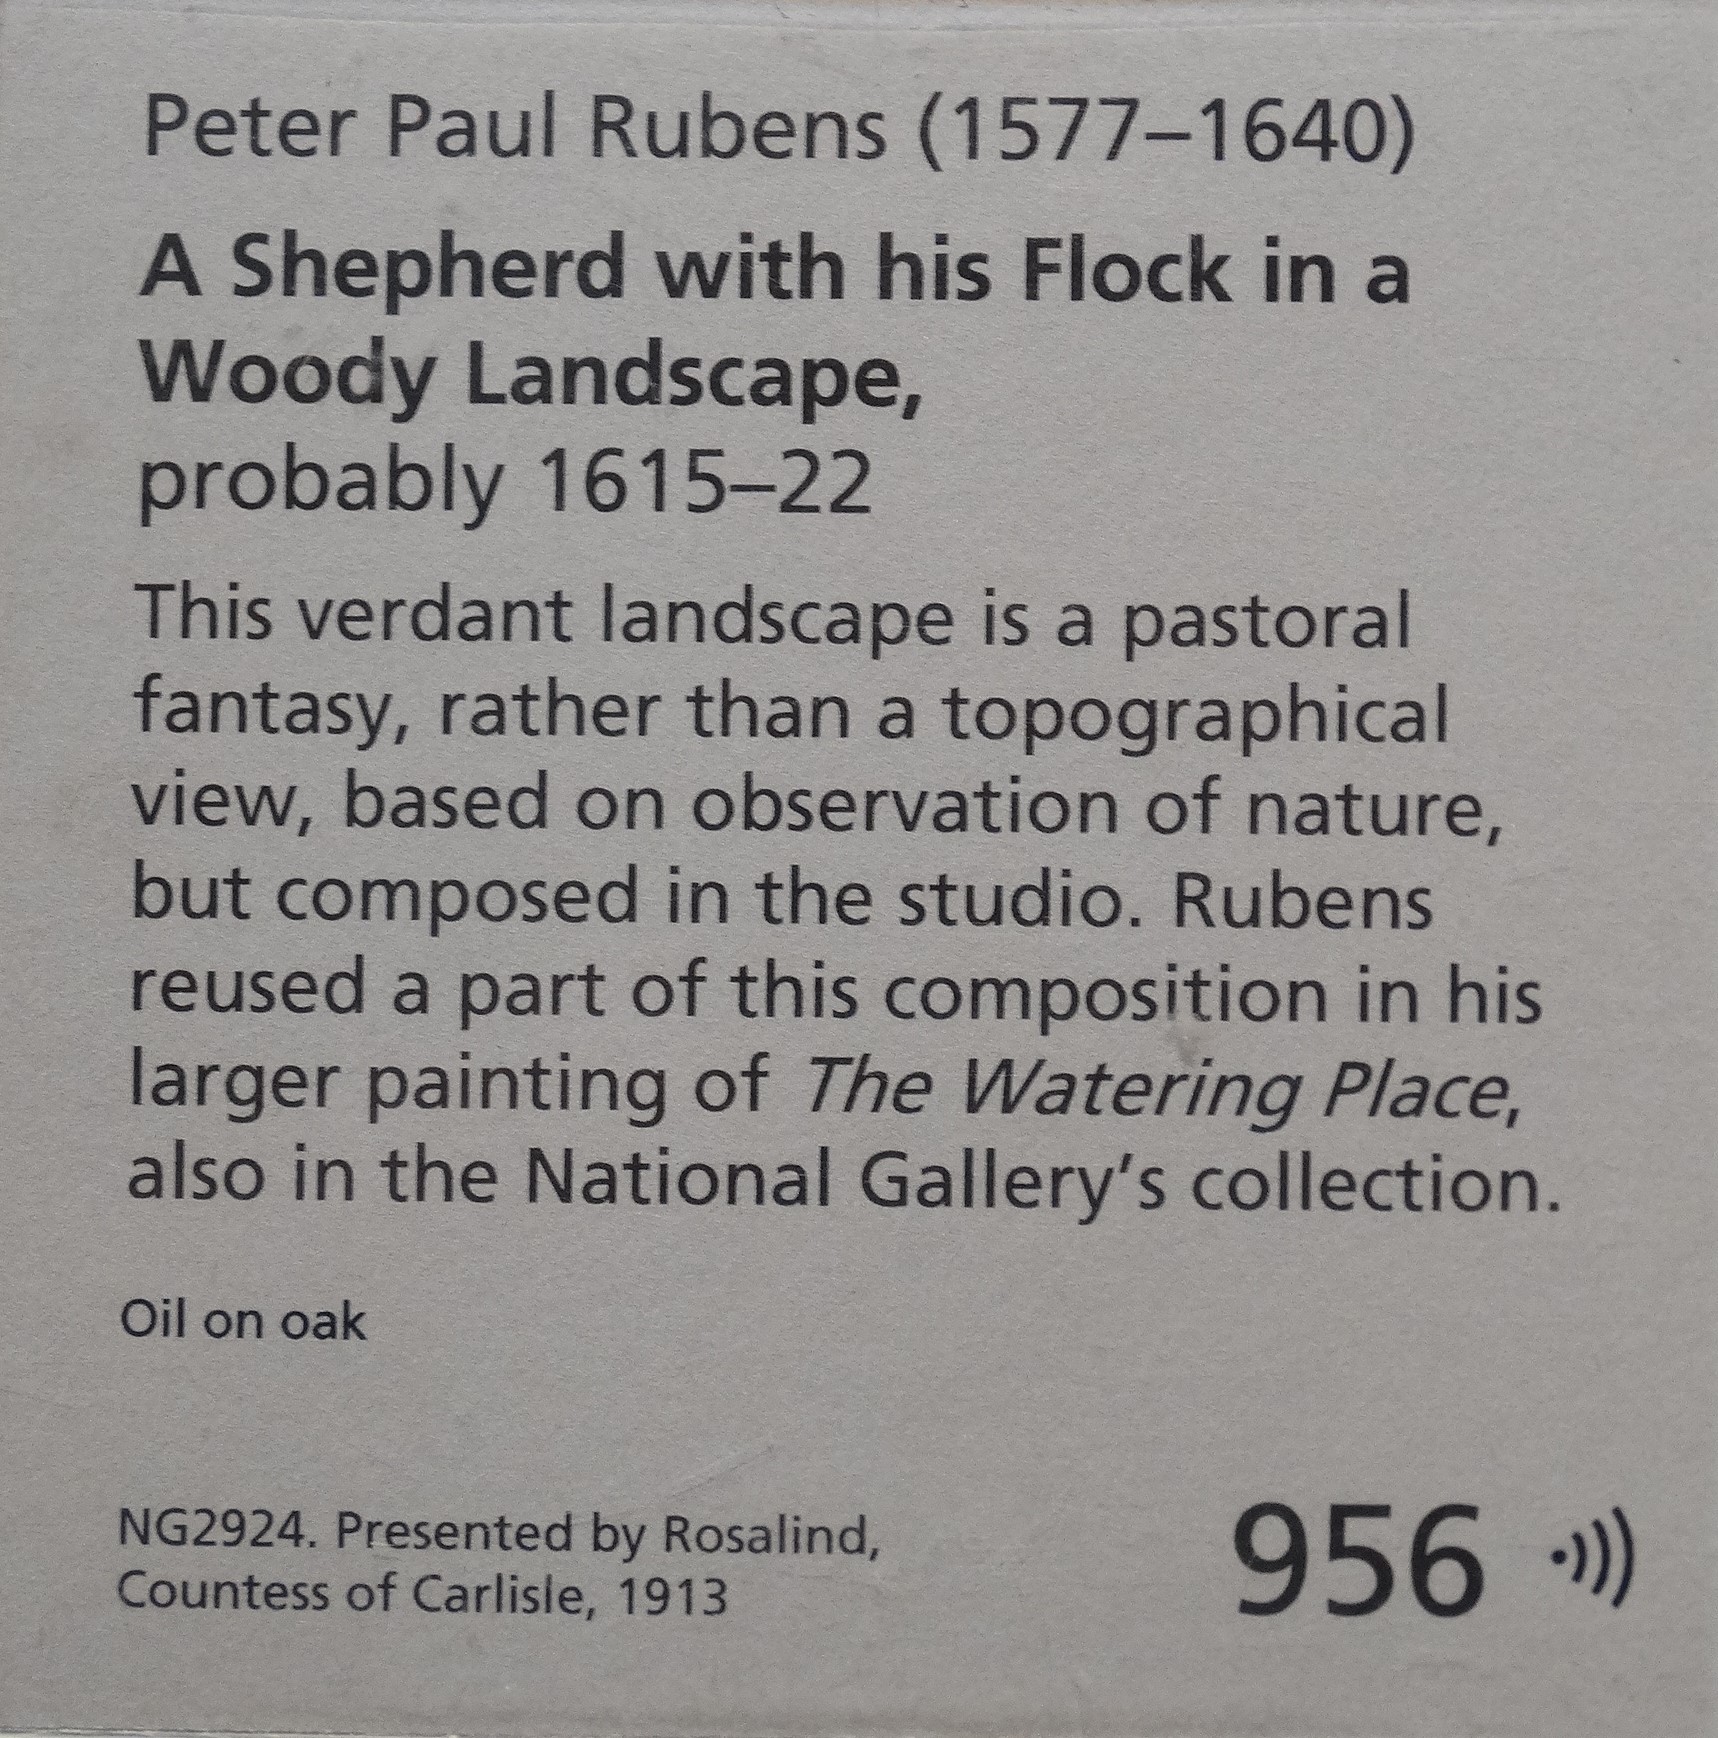 Peter Paul Rubens (1577–1640)
A Shepherd with his Flock in a
Woody Landscape,
probably 1615–22
This verdant landscape is a pastoral
fantasy, rather than a topographical
view, based on observation of nature,
but composed in the studio. Rubens
reused a part of this composition in his
larger painting of The Watering Place,
also in the National Gallery’s collection.
Oil on oak
NG2924. Presented by Rosalind,
Countess of Carlisle, 1913
956